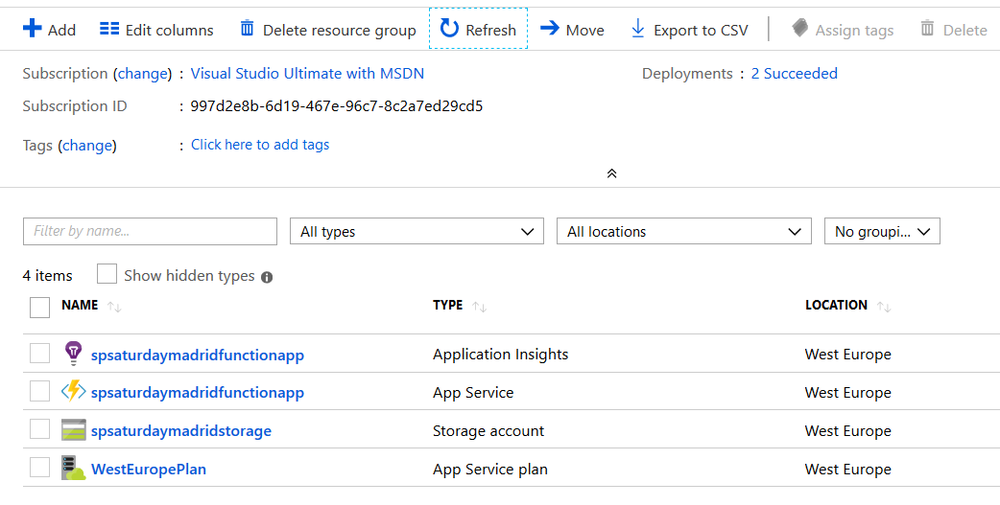 Add Edit columns Delete resource group Refresh Move Export to CSV Assign tags Delete
Subscription (change) : Visual Studio Ultimate with MSDN Deployments : 2 Succeeded
Subscription ID : 997d2e8b-6d19-467e-96c7-8c2a7ed29cd5
Tags (change) : Click here to add tags
Filter by name... All types All locations No groupi...
4 items Show hidden types
NAME TYPE LOCATION
spsaturdaymadridfunctionapp Application Insights West Europe
spsaturdaymadridfunctionapp App Service West Europe
spsaturdaymadridstorage Storage account West Europe
WestEuropePlan App Service plan West Europe